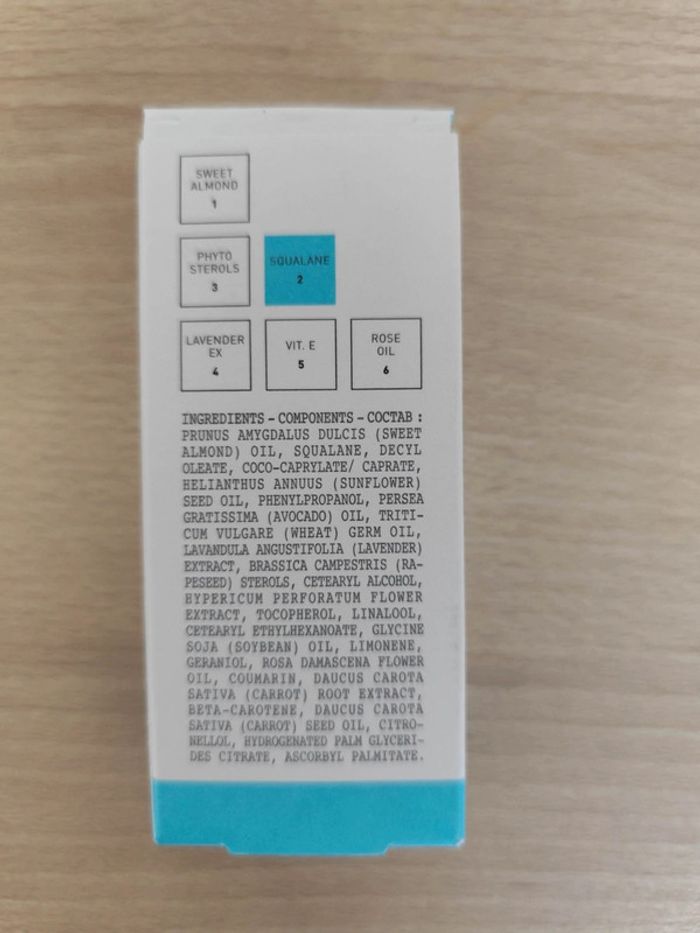 SWEET
ALMOND
1
PHYTO
STEROLS
3
SQUALANE
2
LAVENDER
EX
4
VIT. E
5
ROSE
OIL
6
INGREDIENTS - COMPONENTS - COCTAB :
PRUNUS AMYGDALUS DULCIS (SWEET
ALMOND) OIL, SQUALANE, DECYL
OLEATE, COCO-CAPRYLATE/ CAPRATE,
HELIANTHUS ANNUUS (SUNFLOWER)
SEED OIL, PHENYLPROPANOL, PERSEA
GRATISSIMA (AVOCADO) OIL, TRITI-
CUM VULGARE (WHEAT) GERM OIL,
LAVANDULA ANGUSTIFOLIA (LAVENDER)
EXTRACT, BRASSICA CAMPESTRIS (RA-
PESEED) STEROLS, CETEARYL ALCOHOL,
HYPERICUM PERFORATUM FLOWER
EXTRACT, TOCOPHEROL, LINALOOL,
CETEARYL ETHYLHEXANOATE, GLYCINE
SOJA (SOYBEAN) OIL, LIMONENE,
GERANIOL, ROSA DAMASCENA FLOWER
OIL, COUMARIN, DAUCUS CAROTA
SATIVA (CARROT) ROOT EXTRACT,
BETA-CAROTENE, DAUCUS CAROTA
SATIVA (CARROT) SEED OIL, CITRO-
NELLOL, HYDROGENATED PALM GLYCERI-
DES CITRATE, ASCORBYL PALMITATE.